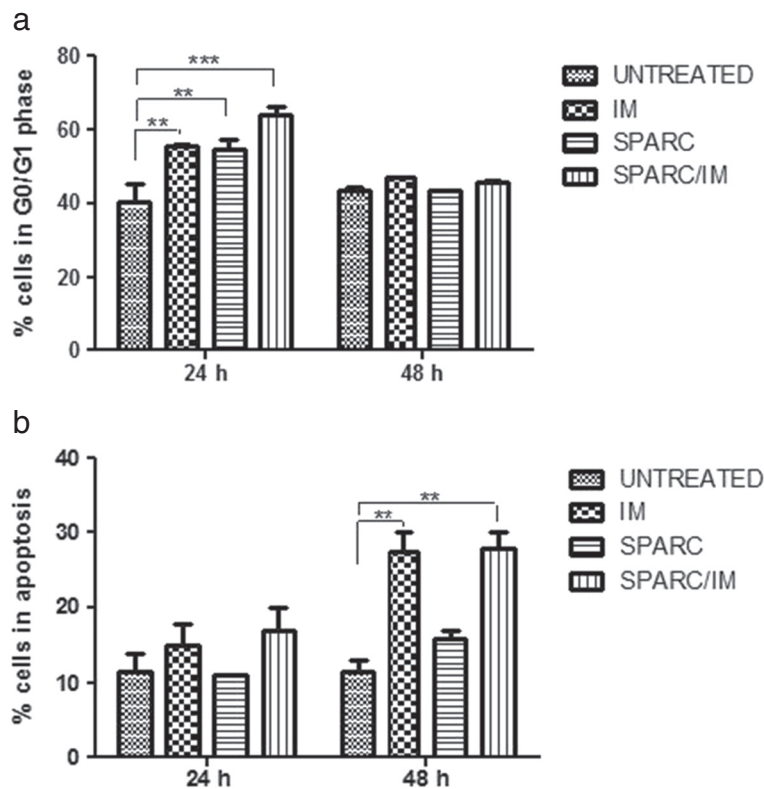 a
% cells in G0/G1 phase
80
60
40
20
0
***
**
**
24 h
48 h
UNTREATED
IM
SPARC
SPARC/IM
b
% cells in apoptosis
40
30
20
10
0
**
**
24 h
48 h
UNTREATED
IM
SPARC
SPARC/IM